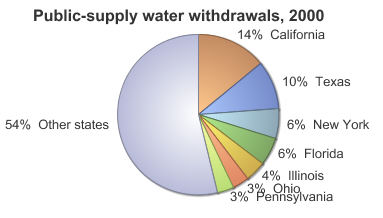 Public-supply water withdrawals, 2000
14% California
10% Texas
6% New York
6% Florida
4% Illinois
3% Ohio
3% Pennsylvania
54% Other states